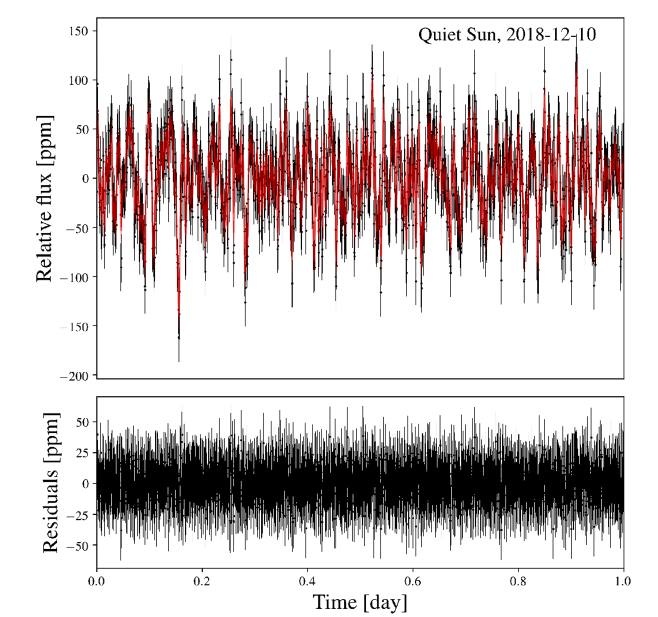 Quiet Sun, 2018-12-10
150
100
50
0
−50
−100
−150
−200
Relative flux [ppm]
50
25
0
−25
−50
Residuals [ppm]
0.0 0.2 0.4 0.6 0.8 1.0
Time [day]